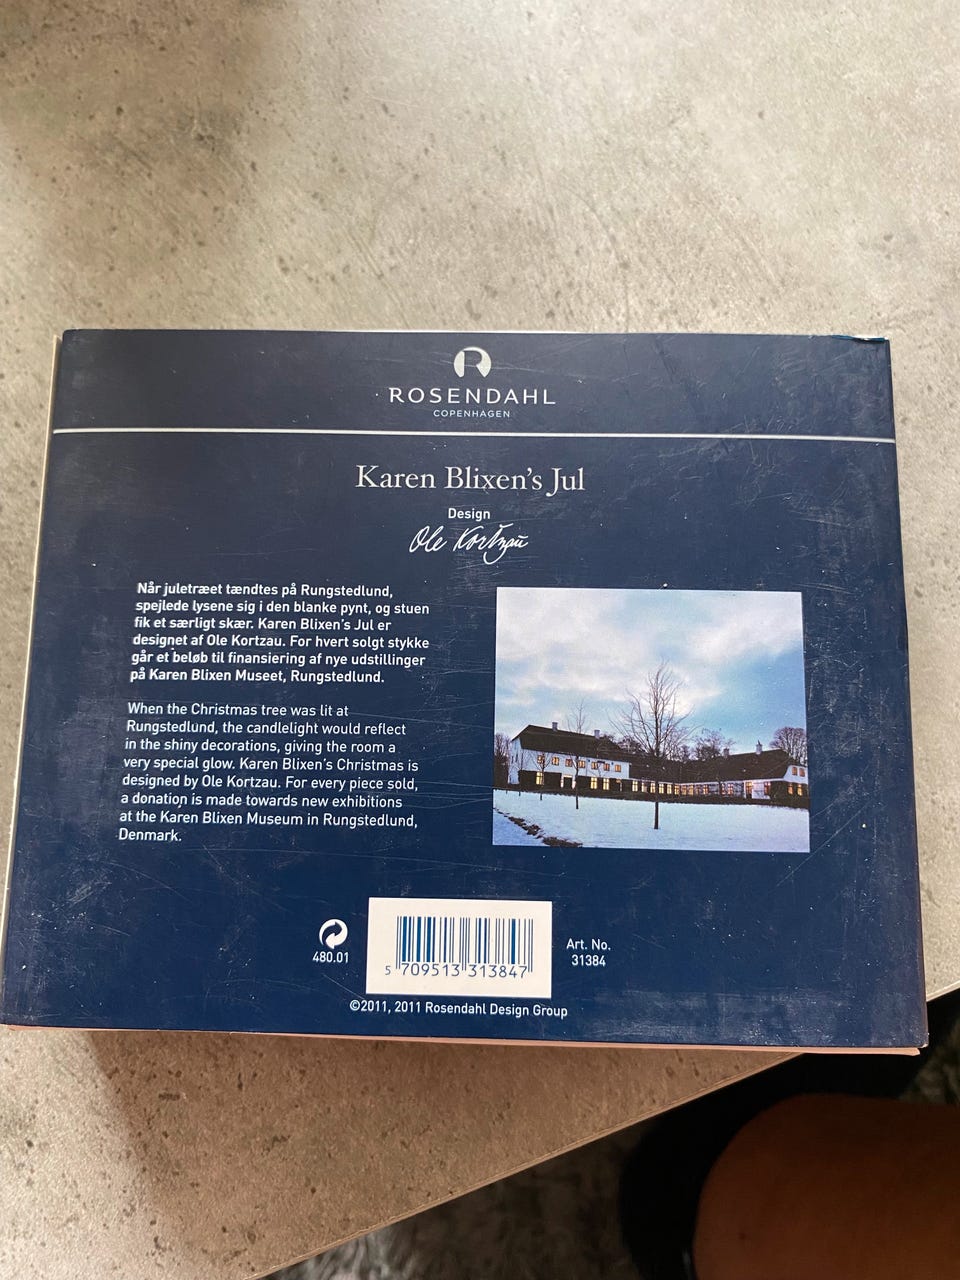 ROSENDAHL
COPENHAGEN
Karen Blixen's Jul
Design
Ole Kortzau
Når juletræet tændtes på Rungstedlund,
spejlede lysene sig i den blanke pynt, og stuen
fik et særligt skær. Karen Blixen's Jul er
designet af Ole Kortzau. For hvert solgt stykke
går et beløb til finansiering af nye udstillinger
på Karen Blixen Museet, Rungstedlund.
When the Christmas tree was lit at
Rungstedlund, the candlelight would reflect
in the shiny decorations, giving the room a
very special glow. Karen Blixen's Christmas is
designed by Ole Kortzau. For every piece sold,
a donation is made towards new exhibitions
at the Karen Blixen Museum in Rungstedlund,
Denmark.
480.01
5 709513 313847
Art. No.
31384
©2011, 2011 Rosendahl Design Group